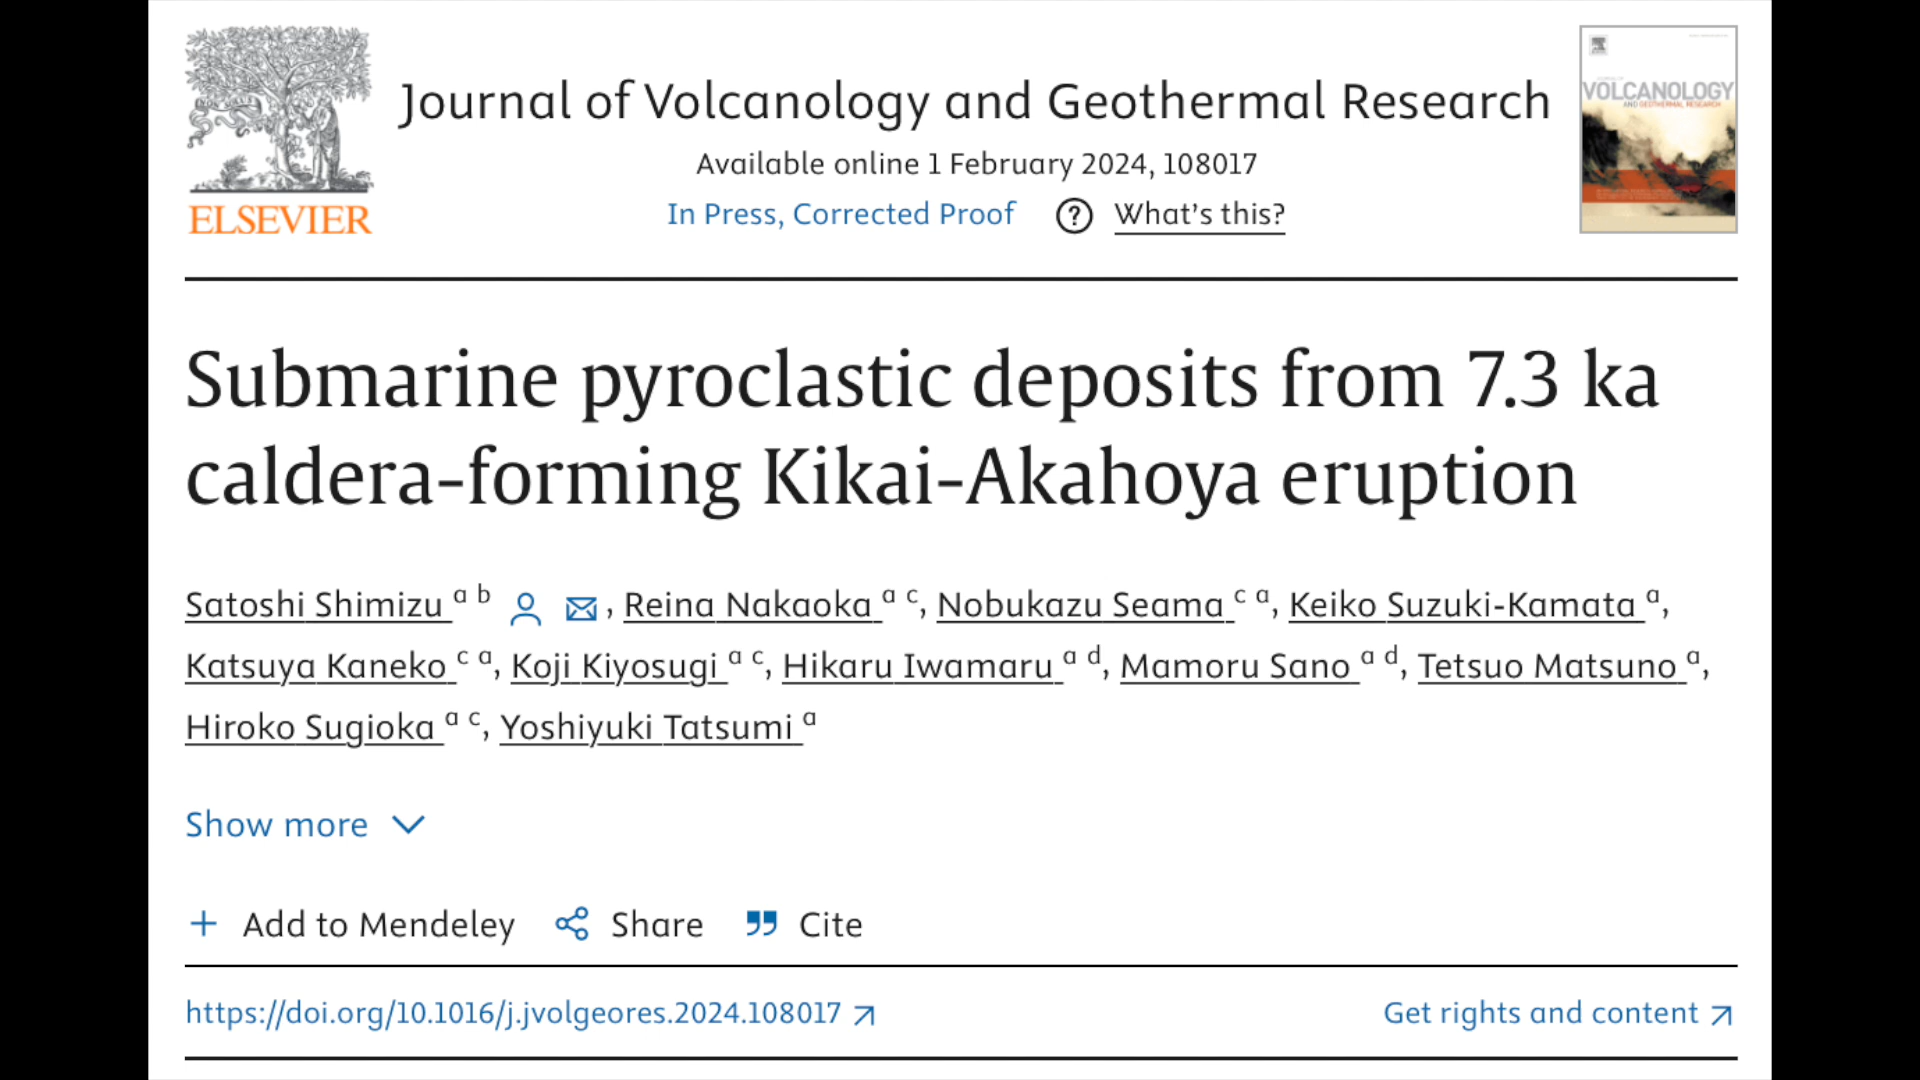 ELSEVIER
Journal of Volcanology and Geothermal Research
Available online 1 February 2024, 108017
In Press, Corrected Proof ? What's this?
VOLCANOLOGY
AND GEOTHERMAL RESEARCH
Submarine pyroclastic deposits from 7.3 ka
caldera-forming Kikai-Akahoya eruption
Satoshi Shimizu a b , Reina Nakaoka a c, Nobukazu Seama c a, Keiko Suzuki-Kamata a,
Katsuya Kaneko c a, Koji Kiyosugi a c, Hikaru Iwamaru a d, Mamoru Sano a d, Tetsuo Matsuno a,
Hiroko Sugioka a c, Yoshiyuki Tatsumi a
Show more
+ Add to Mendeley Share Cite
https://doi.org/10.1016/j.jvolgeores.2024.108017 Get rights and content